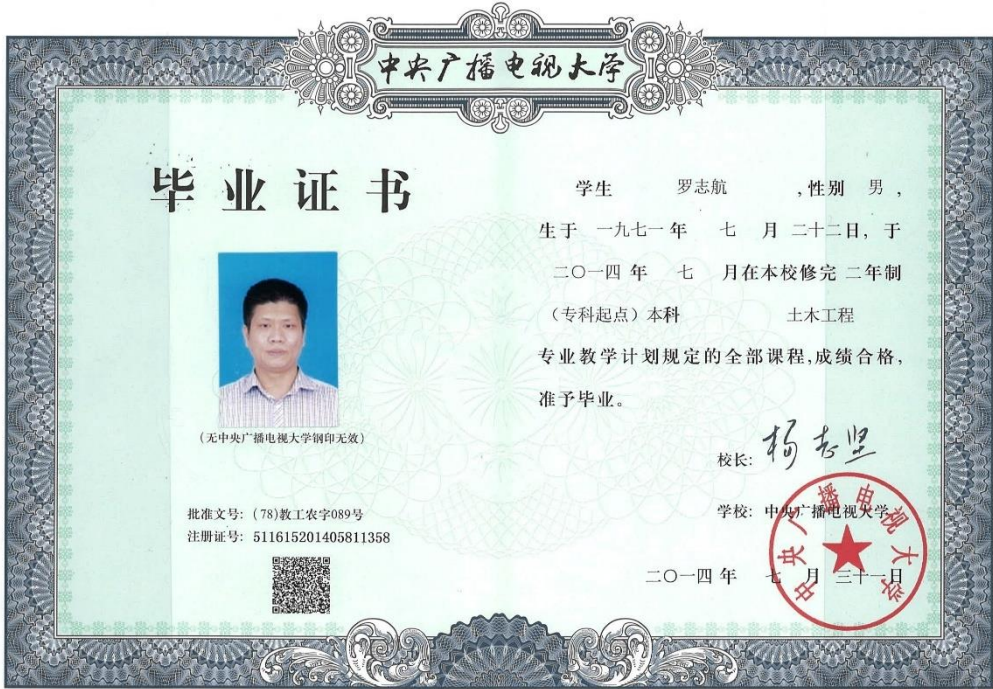 中央广播电视大学
毕业证书
(无中央广播电视大学钢印无效)
批准文号: (78)教工农字089号
注册证号: 511615201405811358
学生 罗志航 ,性别 男 ,
生于 一九七一 年 七 月 二十二日, 于
二〇一四 年 七 月在本校修完 二年制
(专科起点) 本科 土木工程
专业教学计划规定的全部课程,成绩合格,
准予毕业。
校长: 杨志坚
学校: 中央广播电视大学
二〇一四 年 七 月 三十一日
中央广播电视大学